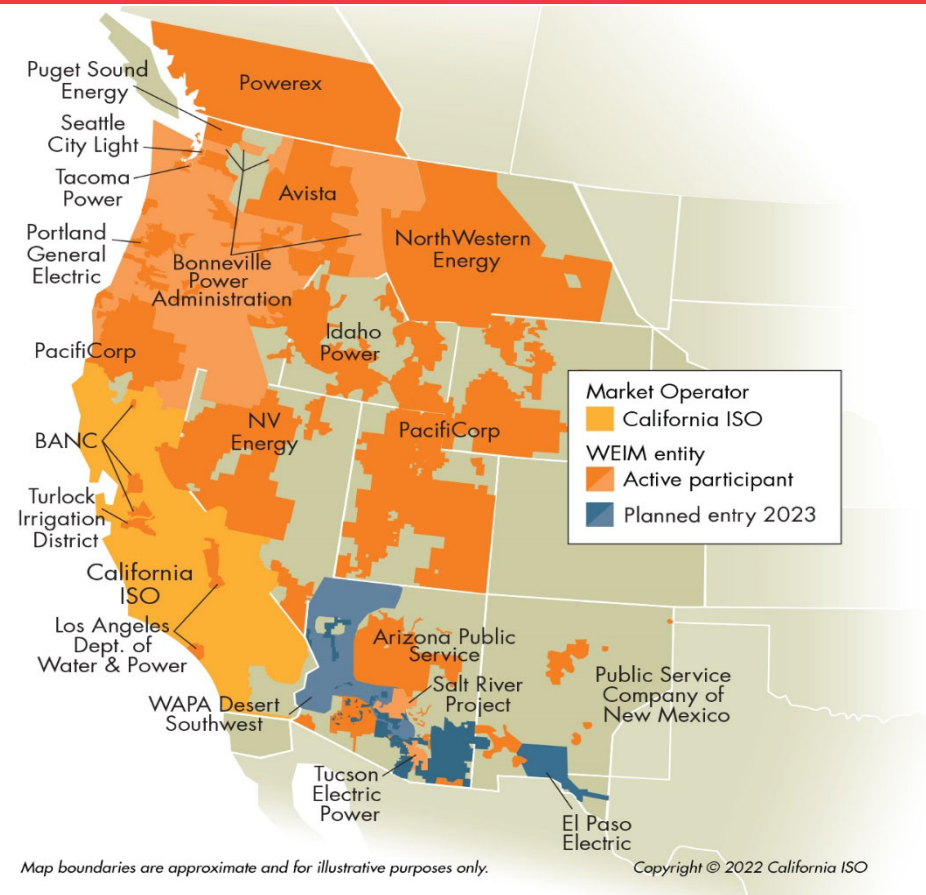 Powerex
Puget Sound
Energy
Seattle
City Light
Tacoma
Power
Avista
Portland
General
Electric
NorthWestern
Energy
Bonneville
Power
Administration
Idaho
Power
PacifiCorp
Market Operator
California ISO
WEIM entity
Active participant
Planned entry 2023
NV
Energy
PacifiCorp
BANC
Turlock
Irrigation
District
California
ISO
Los Angeles
Dept. of
Water & Power
Arizona Public
Service
Salt River
Project
Public Service
Company of
New Mexico
WAPA Desert
Southwest
Tucson
Electric
Power
El Paso
Electric
Map boundaries are approximate and for illustrative purposes only.
Copyright © 2022 California ISO